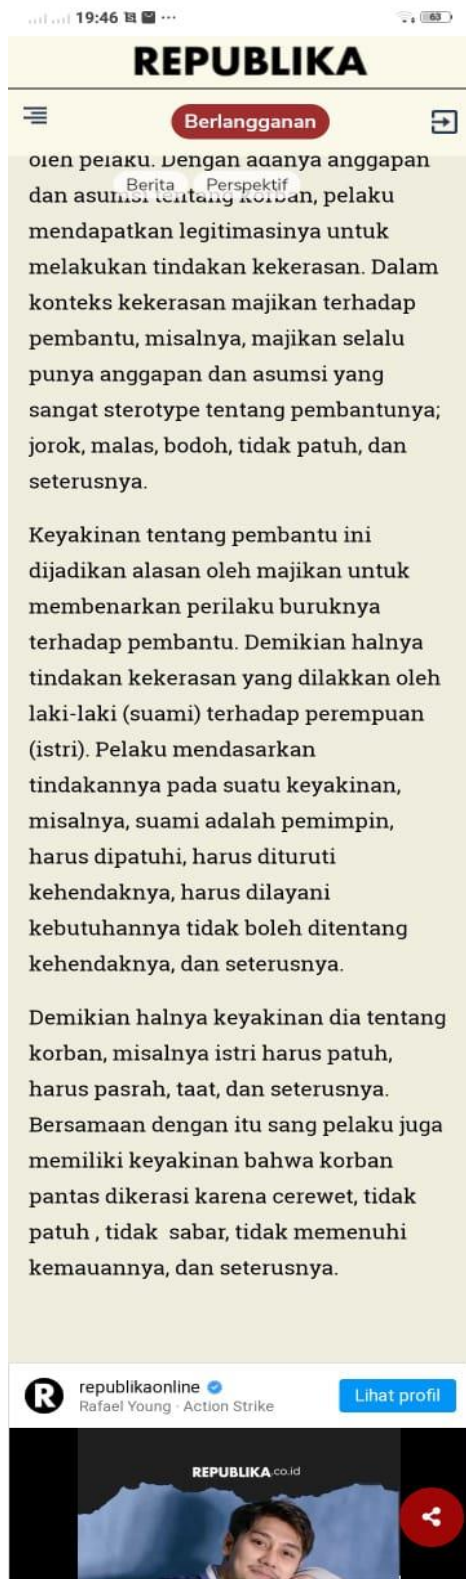 19:46
63
REPUBLIKA
Berlangganan
oleh pelaku. Dengan adanya anggapan
Berita Perspektif
dan asumsi tentang korban, pelaku
mendapatkan legitimasinya untuk
melakukan tindakan kekerasan. Dalam
konteks kekerasan majikan terhadap
pembantu, misalnya, majikan selalu
punya anggapan dan asumsi yang
sangat sterotype tentang pembantunya;
jorok, malas, bodoh, tidak patuh, dan
seterusnya.
Keyakinan tentang pembantu ini
dijadikan alasan oleh majikan untuk
membenarkan perilaku buruknya
terhadap pembantu. Demikian halnya
tindakan kekerasan yang dilakkan oleh
laki-laki (suami) terhadap perempuan
(istri). Pelaku mendasarkan
tindakannya pada suatu keyakinan,
misalnya, suami adalah pemimpin,
harus dipatuhi, harus dituruti
kehendaknya, harus dilayani
kebutuhannya tidak boleh ditentang
kehendaknya, dan seterusnya.
Demikian halnya keyakinan dia tentang
korban, misalnya istri harus patuh,
harus pasrah, taat, dan seterusnya.
Bersamaan dengan itu sang pelaku juga
memiliki keyakinan bahwa korban
pantas dikerasi karena cerewet, tidak
patuh , tidak  sabar, tidak memenuhi
kemauannya, dan seterusnya.
R
republikaonline
Rafael Young · Action Strike
Lihat profil
REPUBLIKA.co.id